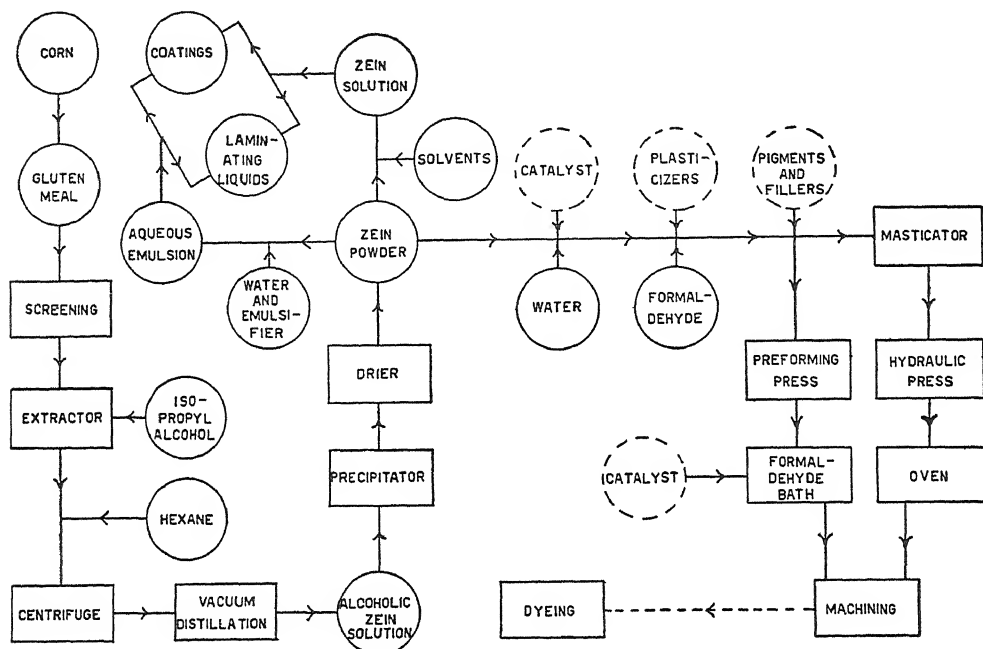 CORN
COATINGS
ZEIN
SOLUTION
GLUTEN
MEAL
LAMIN-
ATING
LIQUIDS
SOLVENTS
CATALYST
PLASTI-
CIZERS
PIGMENTS
AND
FILLERS
AQUEOUS
EMULSION
ZEIN
POWDER
MASTICATOR
SCREENING
WATER
AND
EMULSI-
FIER
WATER
FORMAL-
DEHYDE
DRIER
PREFORMING
PRESS
HYDRAULIC
PRESS
EXTRACTOR
ISO-
PROPYL
ALCOHOL
PRECIPITATOR
CATALYST
FORMAL-
DEHYDE
BATH
OVEN
HEXANE
CENTRIFUGE
VACUUM
DISTILLATION
ALCOHOLIC
ZEIN
SOLUTION
DYEING
MACHINING